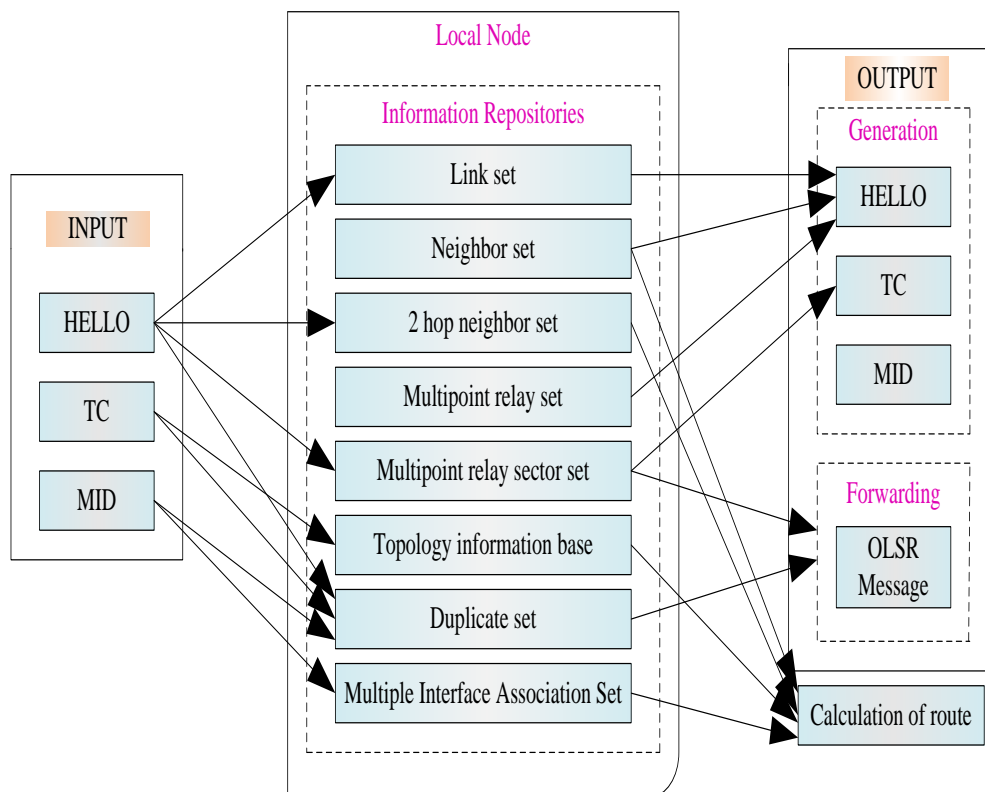 INPUT
HELLO
TC
MID
Local Node
Information Repositories
Link set
Neighbor set
2 hop neighbor set
Multipoint relay set
Multipoint relay sector set
Topology information base
Duplicate set
Multiple Interface Association Set
OUTPUT
Generation
HELLO
TC
MID
Forwarding
OLSR
Message
Calculation of route